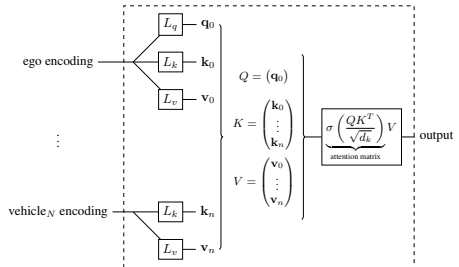 L_q q_0
ego encoding L_k k_0
L_v v_0
Q = (q_0)
K = (k_0 ⋮ k_n)
V = (v_0 ⋮ v_n)
σ(QK^T / √d_k) V
attention matrix
output
⋮
vehicle_N encoding L_k k_n
L_v v_n